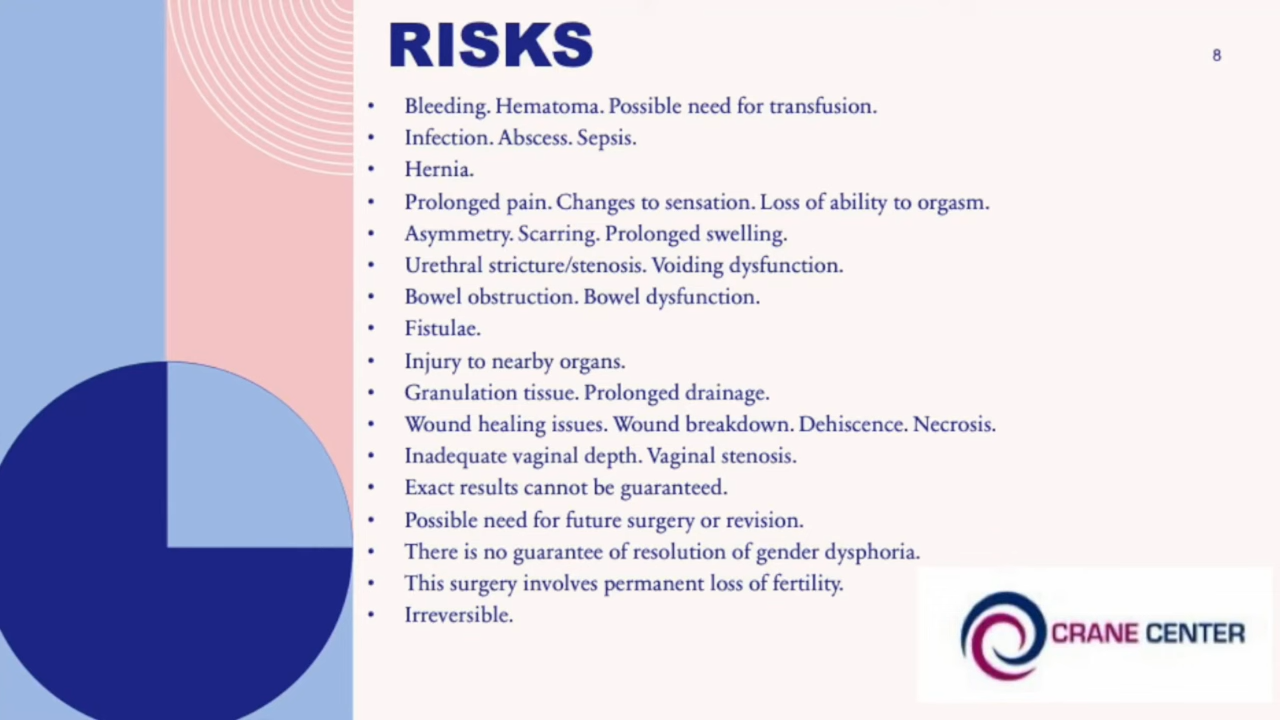 RISKS
8
• Bleeding. Hematoma. Possible need for transfusion.
• Infection. Abscess. Sepsis.
• Hernia.
• Prolonged pain. Changes to sensation. Loss of ability to orgasm.
• Asymmetry. Scarring. Prolonged swelling.
• Urethral stricture/stenosis. Voiding dysfunction.
• Bowel obstruction. Bowel dysfunction.
• Fistulae.
• Injury to nearby organs.
• Granulation tissue. Prolonged drainage.
• Wound healing issues. Wound breakdown. Dehiscence. Necrosis.
• Inadequate vaginal depth. Vaginal stenosis.
• Exact results cannot be guaranteed.
• Possible need for future surgery or revision.
• There is no guarantee of resolution of gender dysphoria.
• This surgery involves permanent loss of fertility.
• Irreversible.
CRANE CENTER